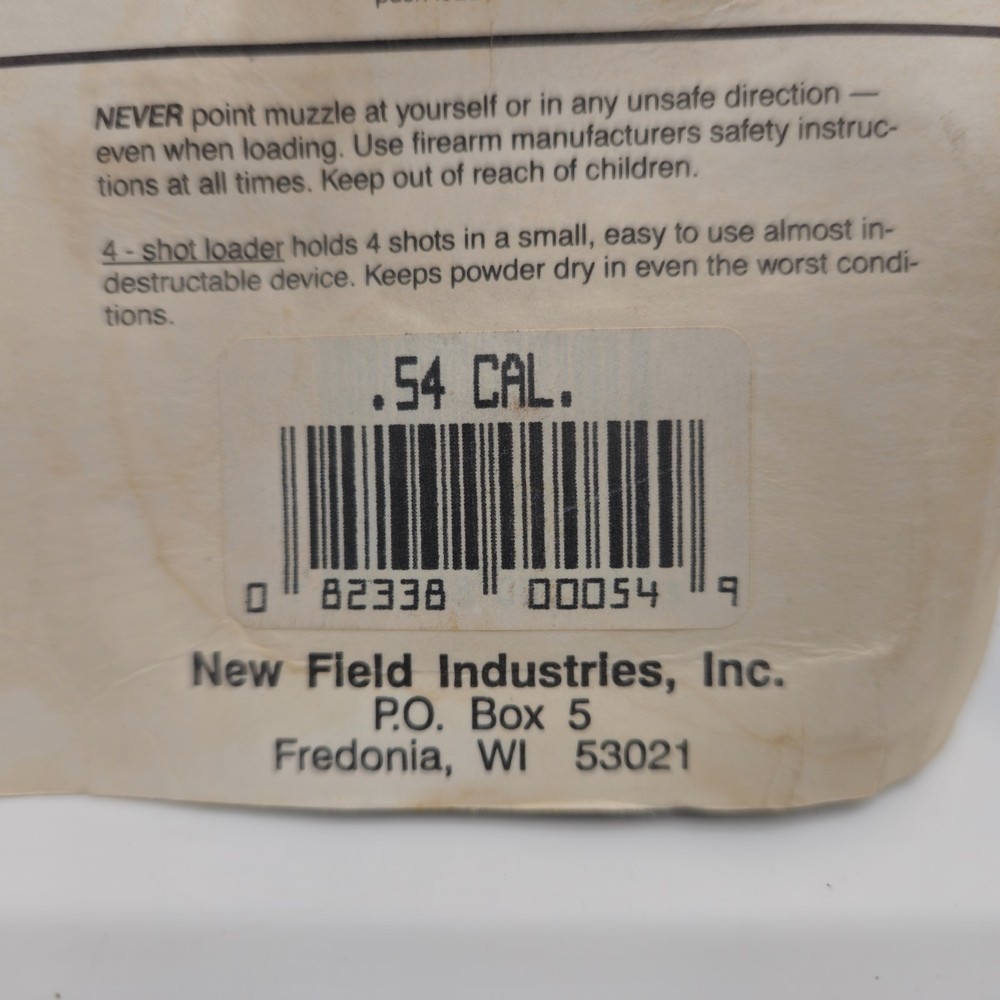 NEVER point muzzle at yourself or in any unsafe direction —
even when loading. Use firearm manufacturers safety instruc-
tions at all times. Keep out of reach of children.
4 - shot loader holds 4 shots in a small, easy to use almost in-
destructable device. Keeps powder dry in even the worst condi-
tions.
.54 CAL.
0 82338 00054 9
New Field Industries, Inc.
P.O. Box 5
Fredonia, WI 53021